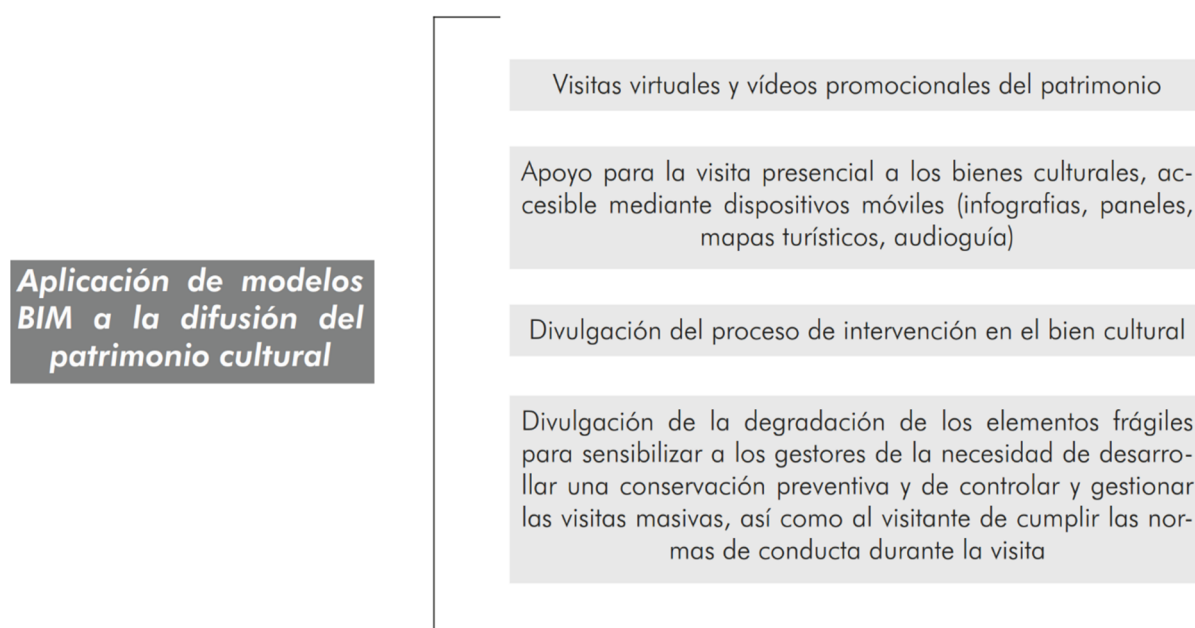 Aplicación de modelos
BIM a la difusión del
patrimonio cultural
Visitas virtuales y vídeos promocionales del patrimonio
Apoyo para la visita presencial a los bienes culturales, ac-
cesible mediante dispositivos móviles (infografias, paneles,
mapas turísticos, audioguía)
Divulgación del proceso de intervención en el bien cultural
Divulgación de la degradación de los elementos frágiles
para sensibilizar a los gestores de la necesidad de desarro-
llar una conservación preventiva y de controlar y gestionar
las visitas masivas, así como al visitante de cumplir las nor-
mas de conducta durante la visita